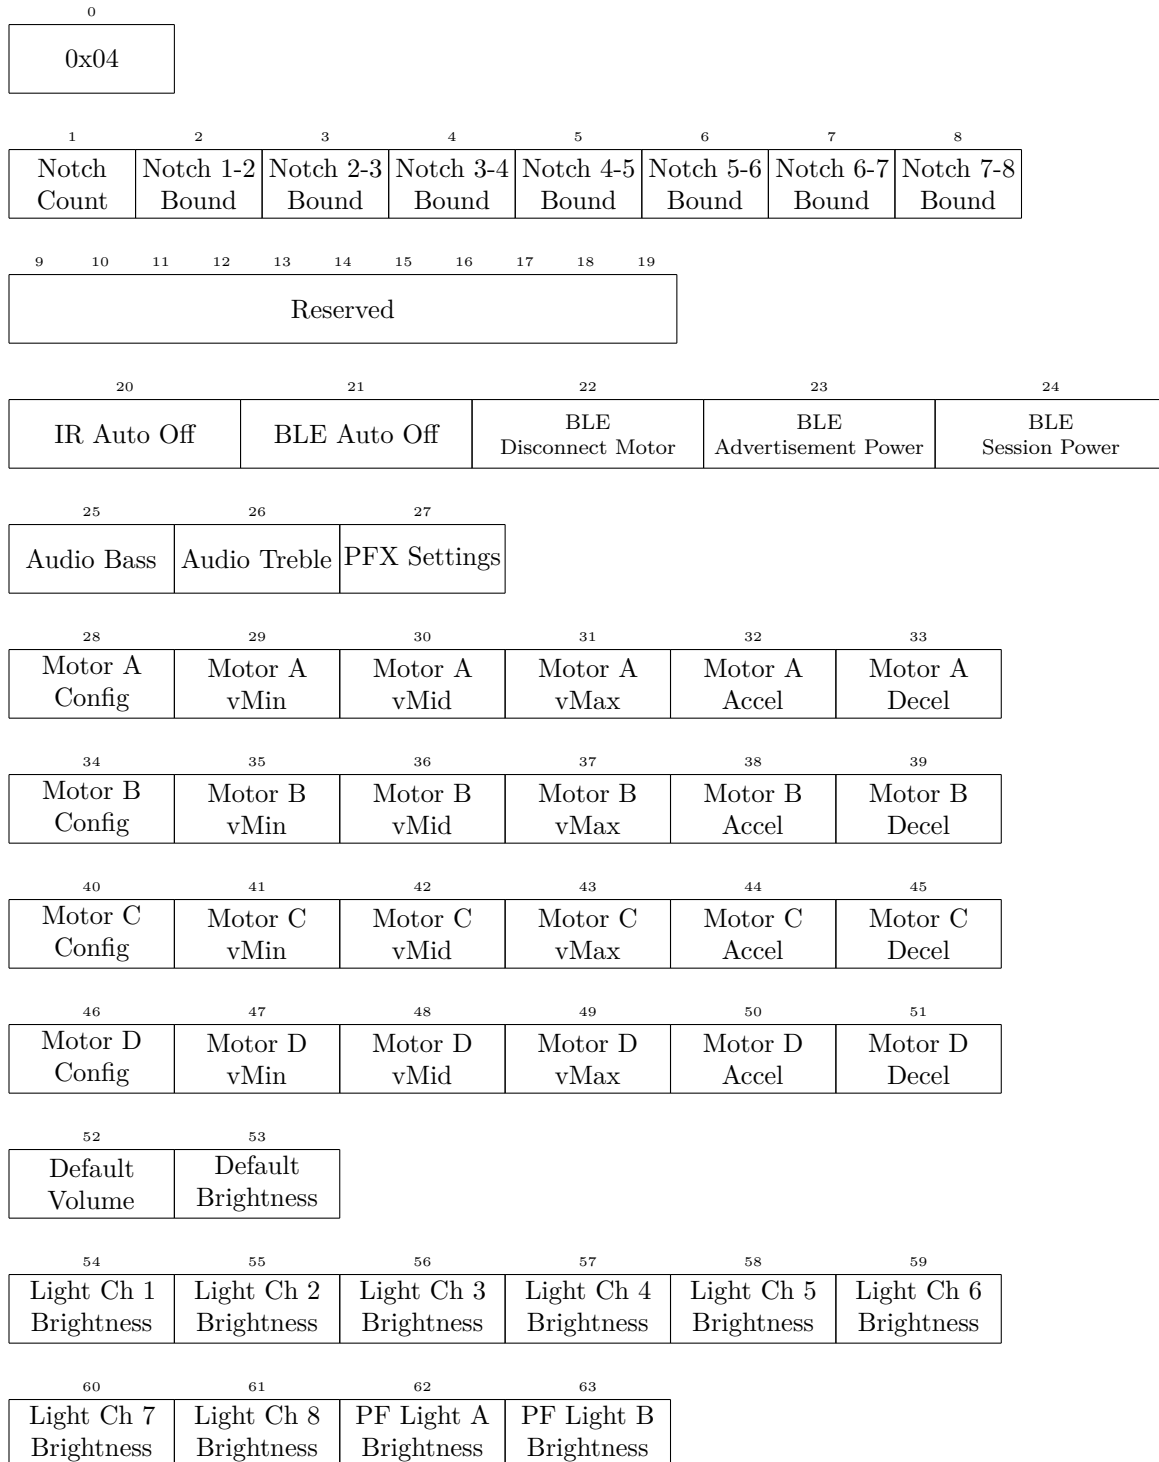 0
0x04
1 2 3 4 5 6 7 8
Notch Notch 1-2 Notch 2-3 Notch 3-4 Notch 4-5 Notch 5-6 Notch 6-7 Notch 7-8
Count Bound Bound Bound Bound Bound Bound Bound
9 10 11 12 13 14 15 16 17 18 19
Reserved
20 21 22 23 24
IR Auto Off BLE Auto Off BLE BLE BLE
Disconnect Motor Advertisement Power Session Power
25 26 27
Audio Bass Audio Treble PFX Settings
28 29 30 31 32 33
Motor A Motor A Motor A Motor A Motor A Motor A
Config vMin vMid vMax Accel Decel
34 35 36 37 38 39
Motor B Motor B Motor B Motor B Motor B Motor B
Config vMin vMid vMax Accel Decel
40 41 42 43 44 45
Motor C Motor C Motor C Motor C Motor C Motor C
Config vMin vMid vMax Accel Decel
46 47 48 49 50 51
Motor D Motor D Motor D Motor D Motor D Motor D
Config vMin vMid vMax Accel Decel
52 53
Default Default
Volume Brightness
54 55 56 57 58 59
Light Ch 1 Light Ch 2 Light Ch 3 Light Ch 4 Light Ch 5 Light Ch 6
Brightness Brightness Brightness Brightness Brightness Brightness
60 61 62 63
Light Ch 7 Light Ch 8 PF Light A PF Light B
Brightness Brightness Brightness Brightness